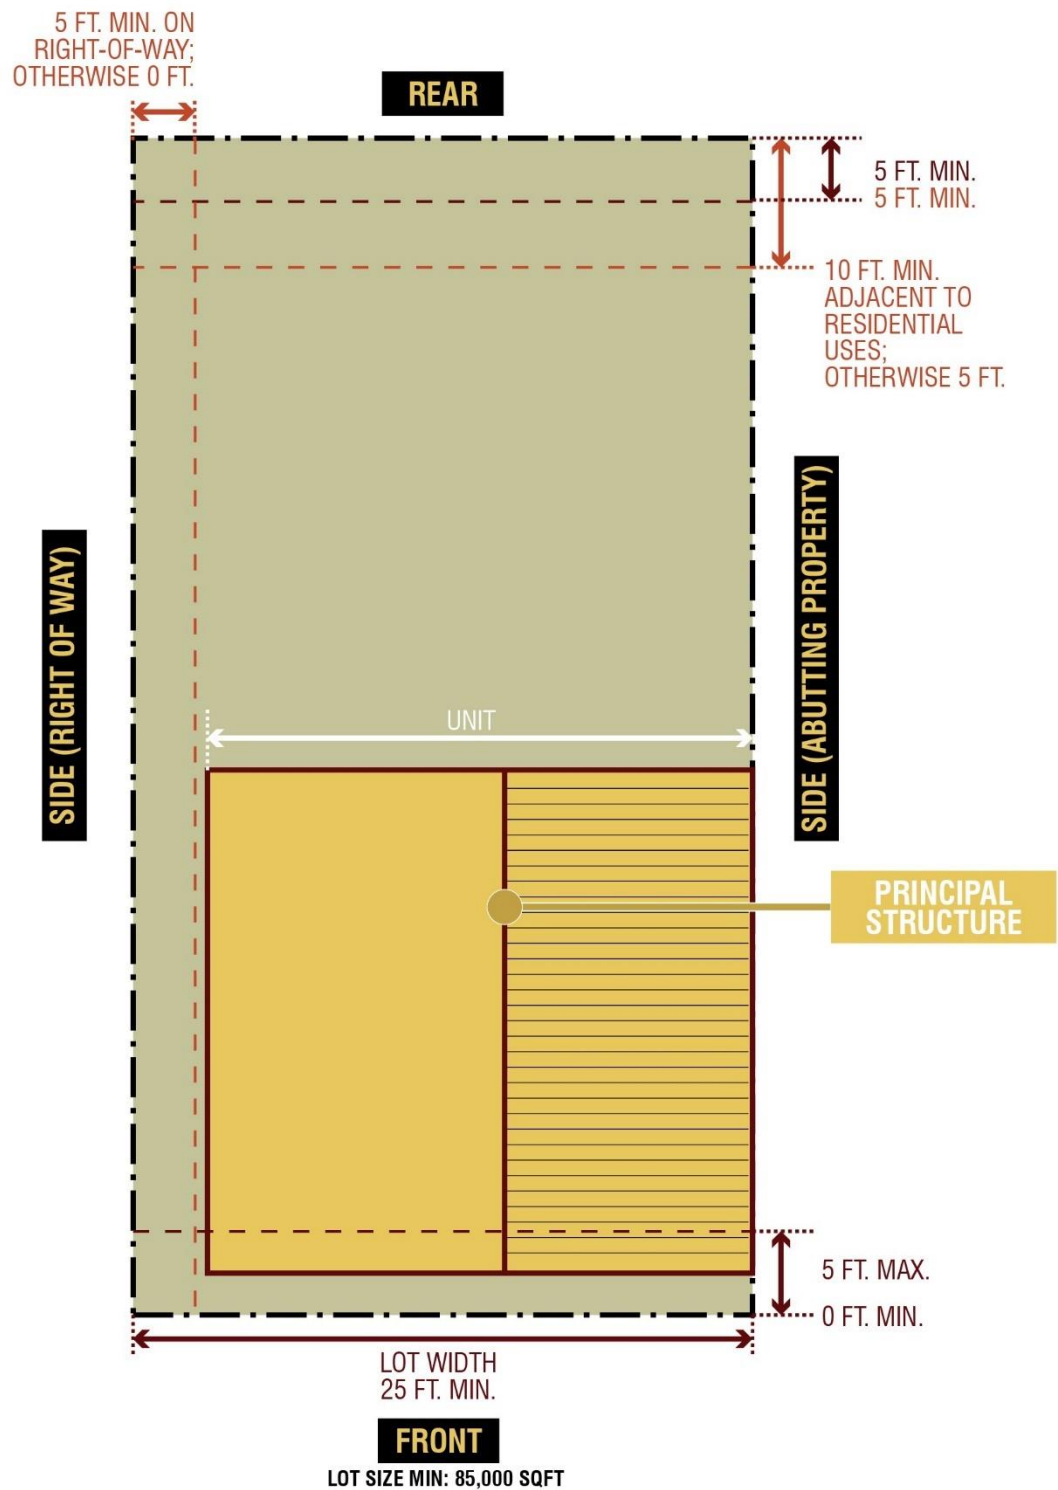 5 FT. MIN. ON
RIGHT-OF-WAY;
OTHERWISE 0 FT.
REAR
5 FT. MIN.
5 FT. MIN.
10 FT. MIN.
ADJACENT TO
RESIDENTIAL
USES;
OTHERWISE 5 FT.
SIDE (RIGHT OF WAY)
SIDE (ABUTTING PROPERTY)
UNIT
PRINCIPAL
STRUCTURE
5 FT. MAX.
0 FT. MIN.
LOT WIDTH
25 FT. MIN.
FRONT
LOT SIZE MIN: 85,000 SQFT